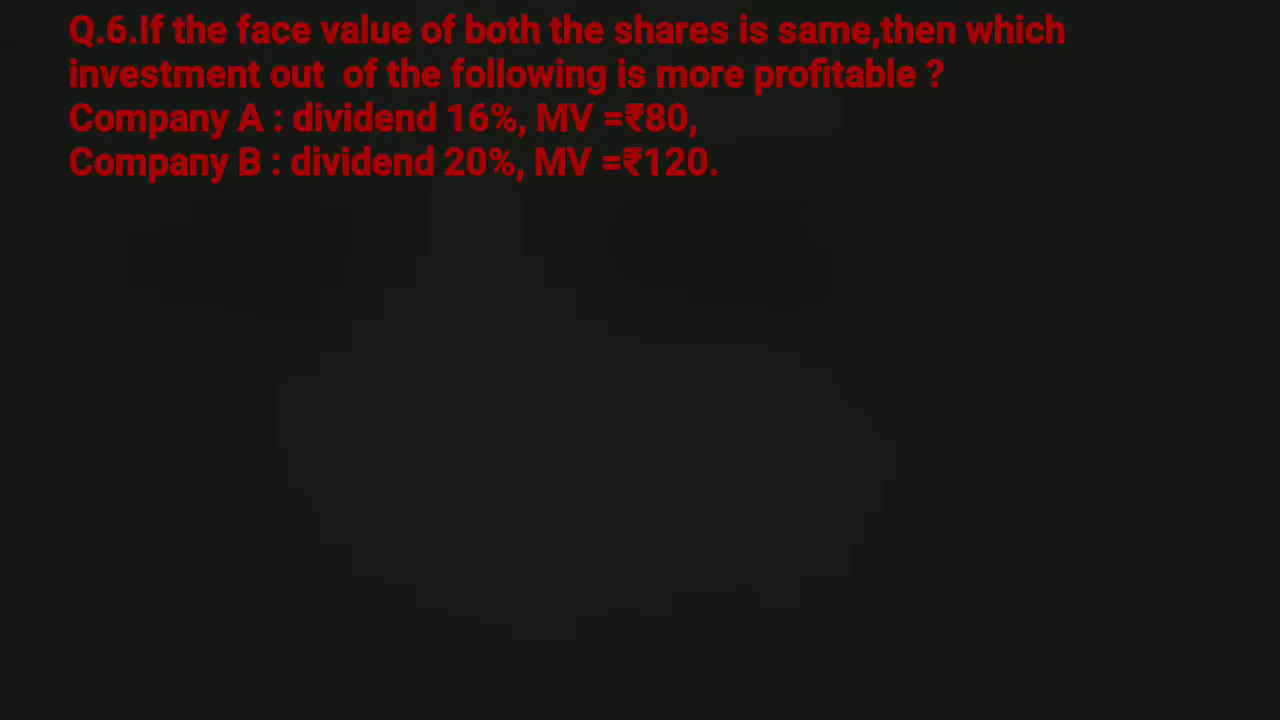 Q.6.If the face value of both the shares is same,then which
investment out  of the following is more profitable ?
Company A : dividend 16%, MV =₹80,
Company B : dividend 20%, MV =₹120.